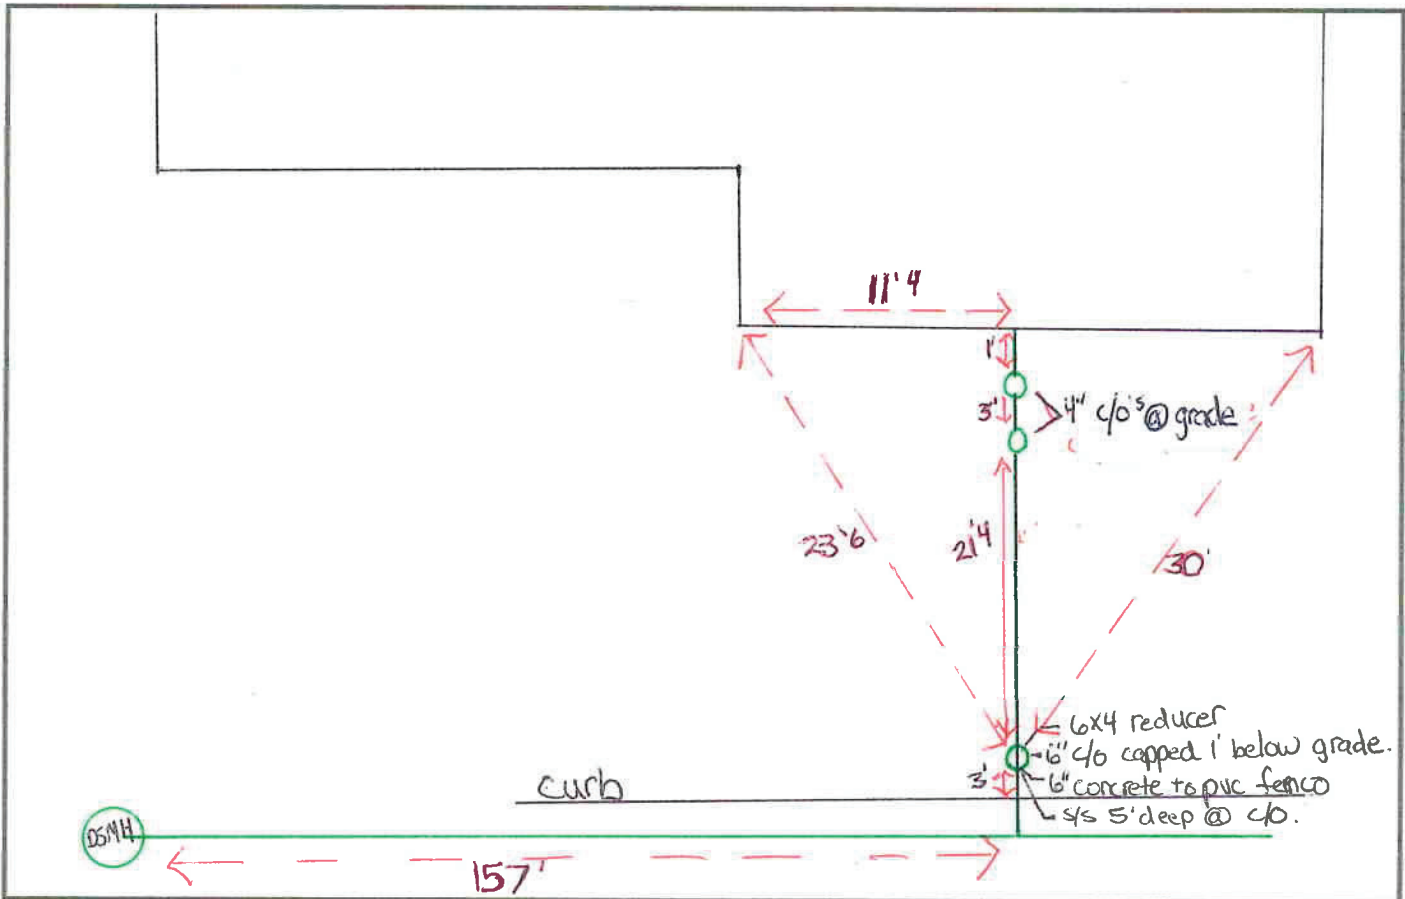 11'4
1'
3'
4" c/o's @ grade
23'6
21'4
30'
6x4 reducer
6" c/o capped 1' below grade.
3'
6" concrete to pvc fernco
curb
s/s 5' deep @ c/o.
DSMH
157'